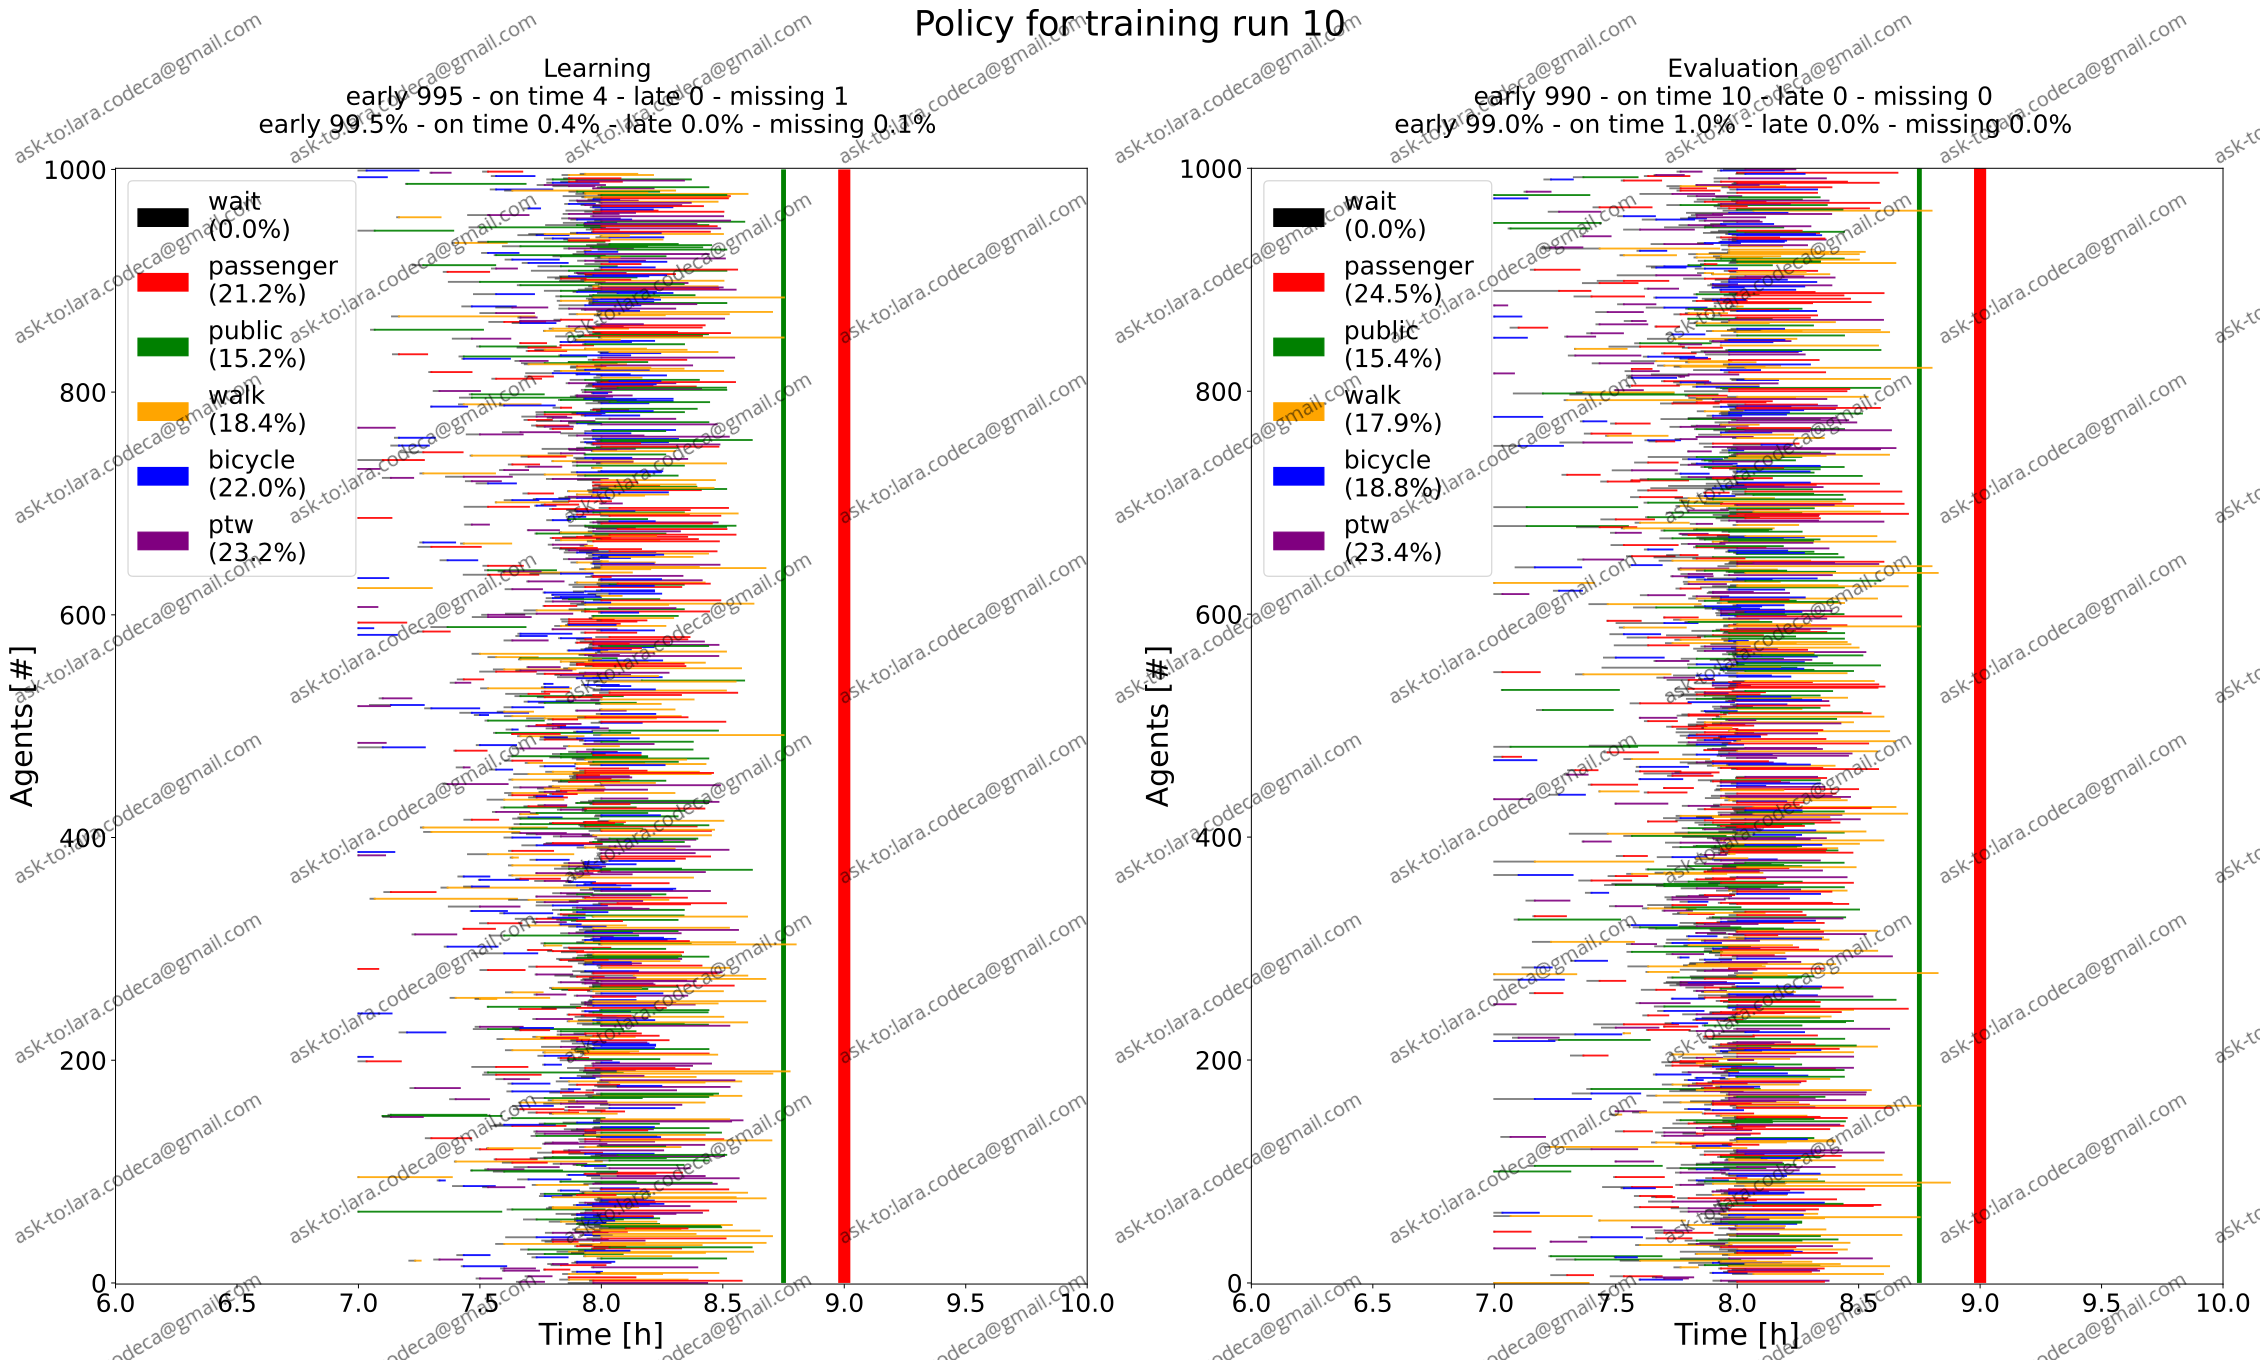 Policy for training run 10
Learning
early 995 - on time 4 - late 0 - missing 1
early 99.5% - on time 0.4% - late 0.0% - missing 0.1%
wait
(0.0%)
passenger
(21.2%)
public
(15.2%)
walk
(18.4%)
bicycle
(22.0%)
ptw
(23.2%)
Agents [#]
1000
800
600
400
200
0
6.0 6.5 7.0 7.5 8.0 8.5 9.0 9.5 10.0
Time [h]
Evaluation
early 990 - on time 10 - late 0 - missing 0
early 99.0% - on time 1.0% - late 0.0% - missing 0.0%
wait
(0.0%)
passenger
(24.5%)
public
(15.4%)
walk
(17.9%)
bicycle
(18.8%)
ptw
(23.4%)
Agents [#]
1000
800
600
400
200
0
6.0 6.5 7.0 7.5 8.0 8.5 9.0 9.5 10.0
Time [h]
ask-to:lara.codeca@gmail.com